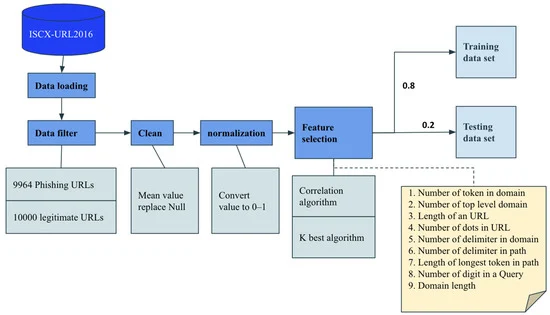 ISCX-URL2016
Data loading
Data filter
Clean
normalization
Feature
selection
0.8
0.2
Training
data set
Testing
data set
9964 Phishing URLs
10000 legitimate URLs
Mean value
replace Null
Convert
value to 0–1
Correlation
algorithm
K best algorithm
1. Number of token in domain
2. Number of top level domain
3. Length of an URL
4. Number of dots in URL
5. Number of delimiter in domain
6. Number of delimiter in path
7. Length of longest token in path
8. Number of digit in a Query
9. Domain length